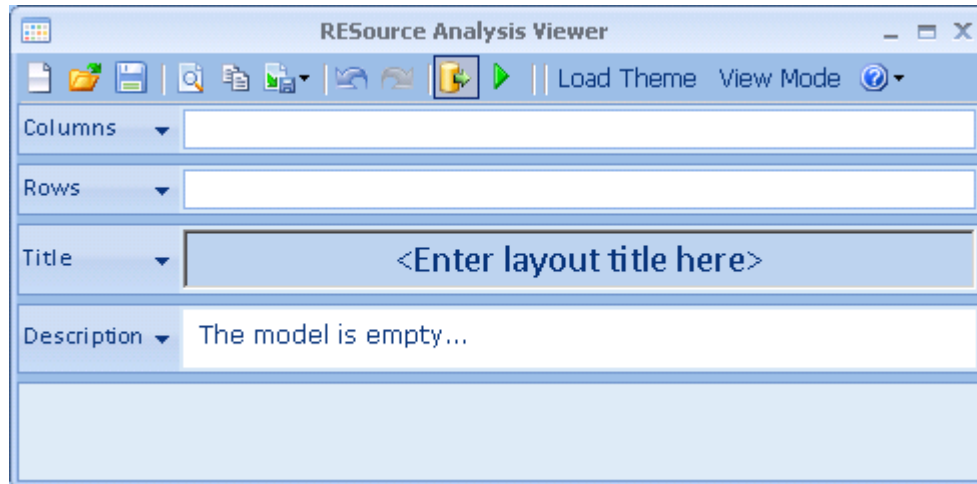 RESource Analysis Viewer
Load Theme View Mode
Columns
Rows
Title <Enter layout title here>
Description The model is empty...